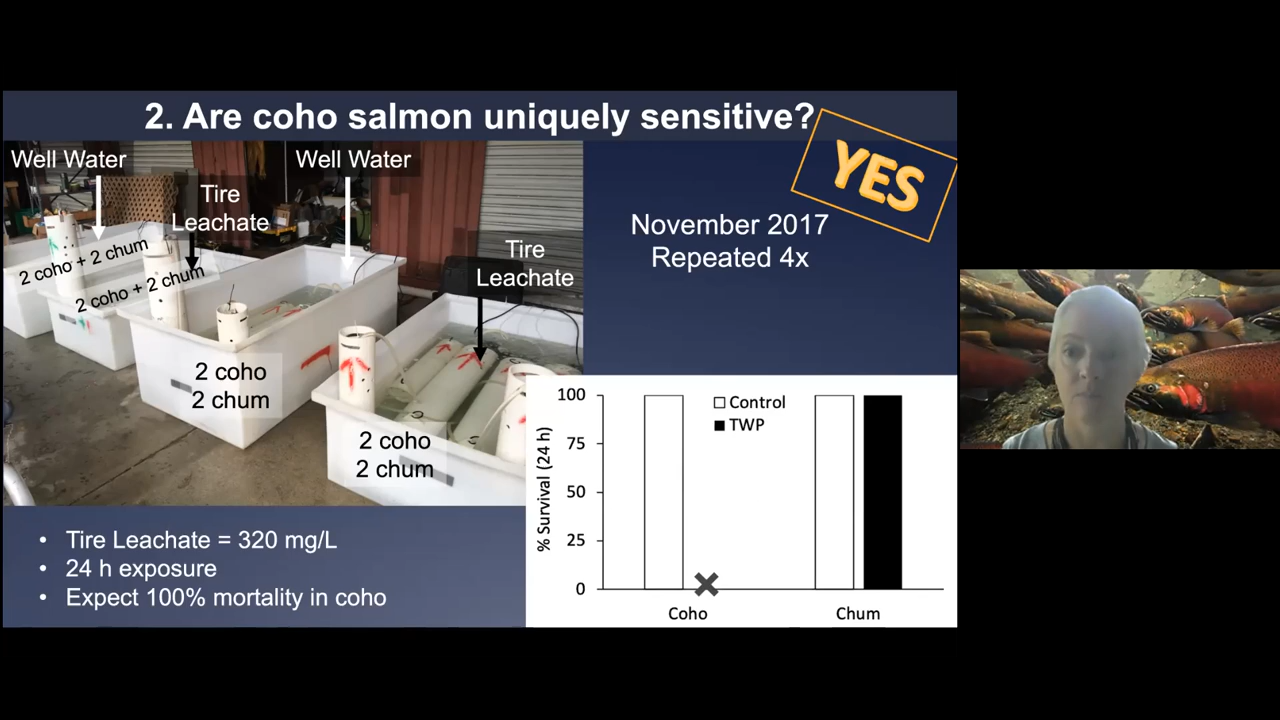 2. Are coho salmon uniquely sensitive?
YES
Well Water
Well Water
Tire
Leachate
Tire
Leachate
2 coho + 2 chum
2 coho + 2 chum
2 coho
2 chum
2 coho
2 chum
November 2017
Repeated 4x
• Tire Leachate = 320 mg/L
• 24 h exposure
• Expect 100% mortality in coho
% Survival (24 h)
100
75
50
25
0
Control
TWP
Coho
Chum